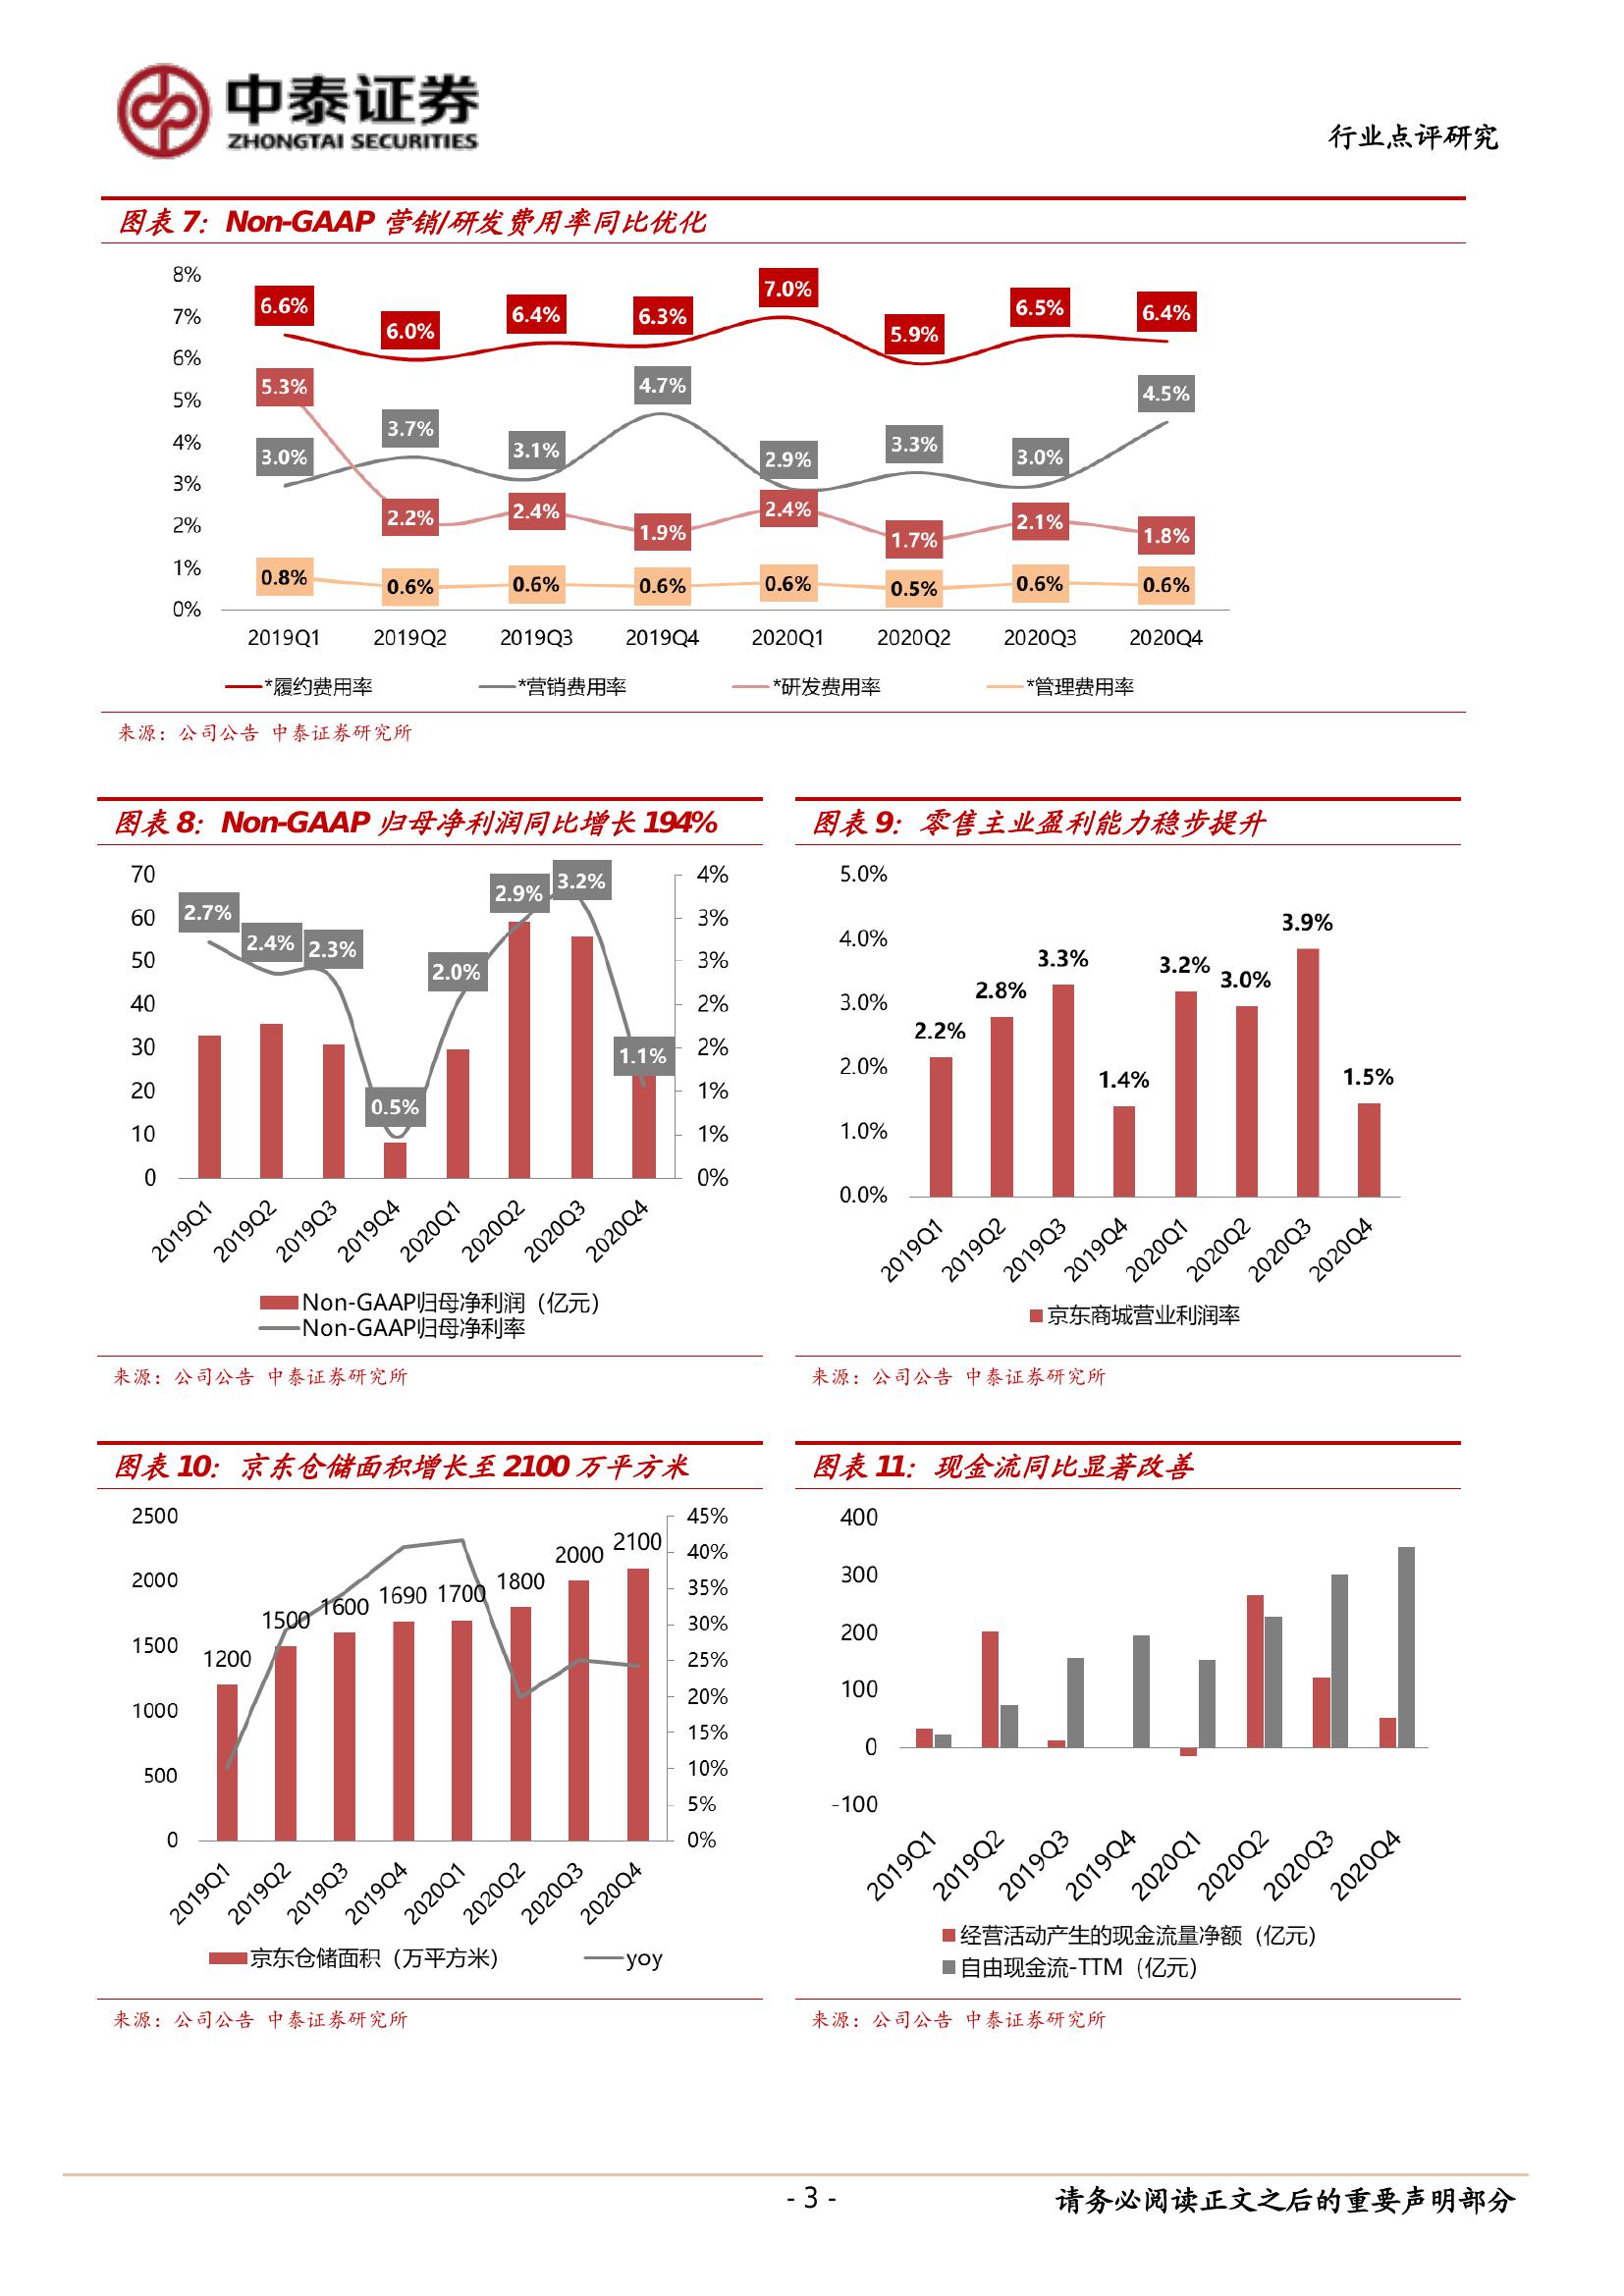 中泰证券
ZHONGTAI SECURITIES
行业点评研究
图表 7：Non-GAAP 营销/研发费用率同比优化
8%
7%
6%
5%
4%
3%
2%
1%
0%
6.6% 6.0% 6.4% 6.3% 7.0% 5.9% 6.5% 6.4%
3.0% 3.7% 3.1% 4.7% 2.9% 3.3% 3.0% 4.5%
5.3% 2.2% 2.4% 1.9% 2.4% 1.7% 2.1% 1.8%
0.8% 0.6% 0.6% 0.6% 0.6% 0.5% 0.6% 0.6%
2019Q1 2019Q2 2019Q3 2019Q4 2020Q1 2020Q2 2020Q3 2020Q4
*履约费用率 *营销费用率 *研发费用率 *管理费用率
来源：公司公告 中泰证券研究所
图表 8：Non-GAAP 归母净利润同比增长 194%
70
60
50
40
30
20
10
0
2.7% 2.4% 2.3% 0.5% 2.0% 2.9% 3.2% 1.1%
4%
3%
3%
2%
2%
1%
1%
0%
2019Q1 2019Q2 2019Q3 2019Q4 2020Q1 2020Q2 2020Q3 2020Q4
Non-GAAP归母净利润（亿元）
Non-GAAP归母净利率
来源：公司公告 中泰证券研究所
图表 9：零售主业盈利能力稳步提升
5.0%
4.0%
3.0%
2.0%
1.0%
0.0%
2.2% 2.8% 3.3% 1.4% 3.2% 3.0% 3.9% 1.5%
2019Q1 2019Q2 2019Q3 2019Q4 2020Q1 2020Q2 2020Q3 2020Q4
京东商城营业利润率
来源：公司公告 中泰证券研究所
图表 10：京东仓储面积增长至 2100 万平方米
2500
2000
1500
1000
500
0
1200 1500 1600 1690 1700 1800 2000 2100
45%
40%
35%
30%
25%
20%
15%
10%
5%
0%
2019Q1 2019Q2 2019Q3 2019Q4 2020Q1 2020Q2 2020Q3 2020Q4
京东仓储面积（万平方米） yoy
来源：公司公告 中泰证券研究所
图表 11：现金流同比显著改善
400
300
200
100
0
-100
2019Q1 2019Q2 2019Q3 2019Q4 2020Q1 2020Q2 2020Q3 2020Q4
经营活动产生的现金流量净额（亿元）
自由现金流-TTM（亿元）
来源：公司公告 中泰证券研究所
- 3 -
请务必阅读正文之后的重要声明部分